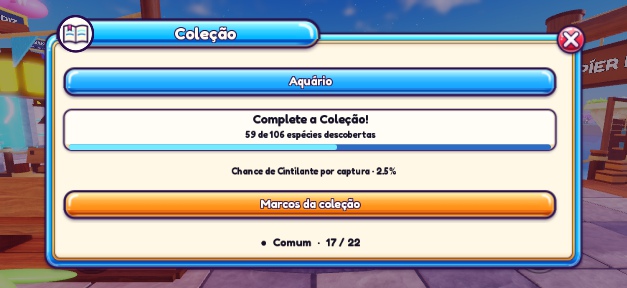 Coleção
Aquário
Complete a Coleção!
59 de 106 espécies descobertas
Chance de Cintilante por captura · 2.5%
Marcos da coleção
• Comum · 17 / 22